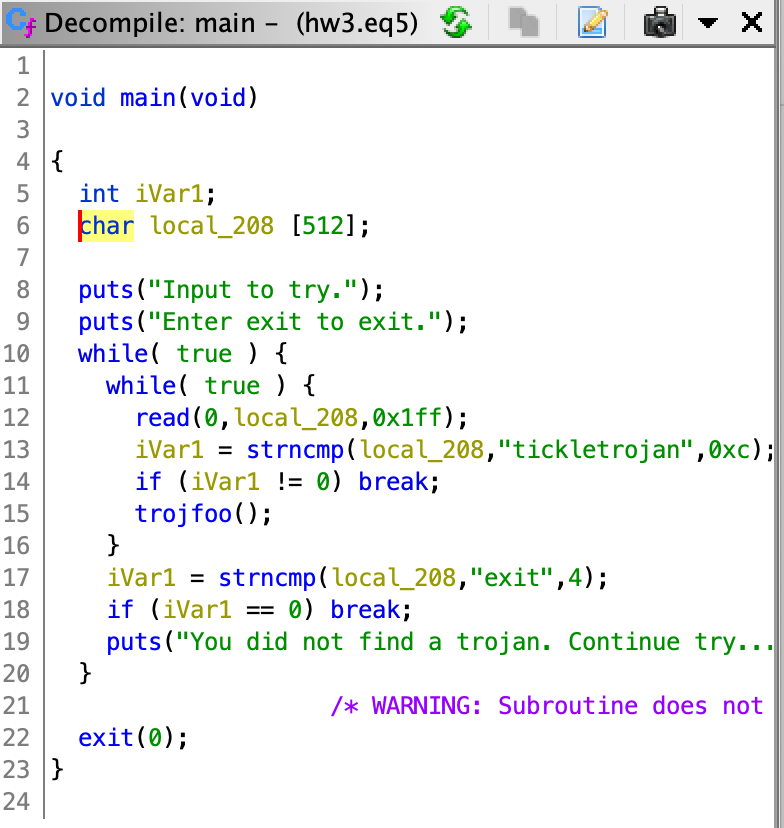 Decompile: main – (hw3.eq5)
1
2 void main(void)
3
4 {
5   int iVar1;
6   char local_208 [512];
7
8   puts("Input to try.");
9   puts("Enter exit to exit.");
10   while( true ) {
11     while( true ) {
12       read(0,local_208,0x1ff);
13       iVar1 = strncmp(local_208,"tickletrojan",0xc);
14       if (iVar1 != 0) break;
15       trojfoo();
16     }
17     iVar1 = strncmp(local_208,"exit",4);
18     if (iVar1 == 0) break;
19     puts("You did not find a trojan. Continue try...
20   }
21                     /* WARNING: Subroutine does not
22   exit(0);
23 }
24